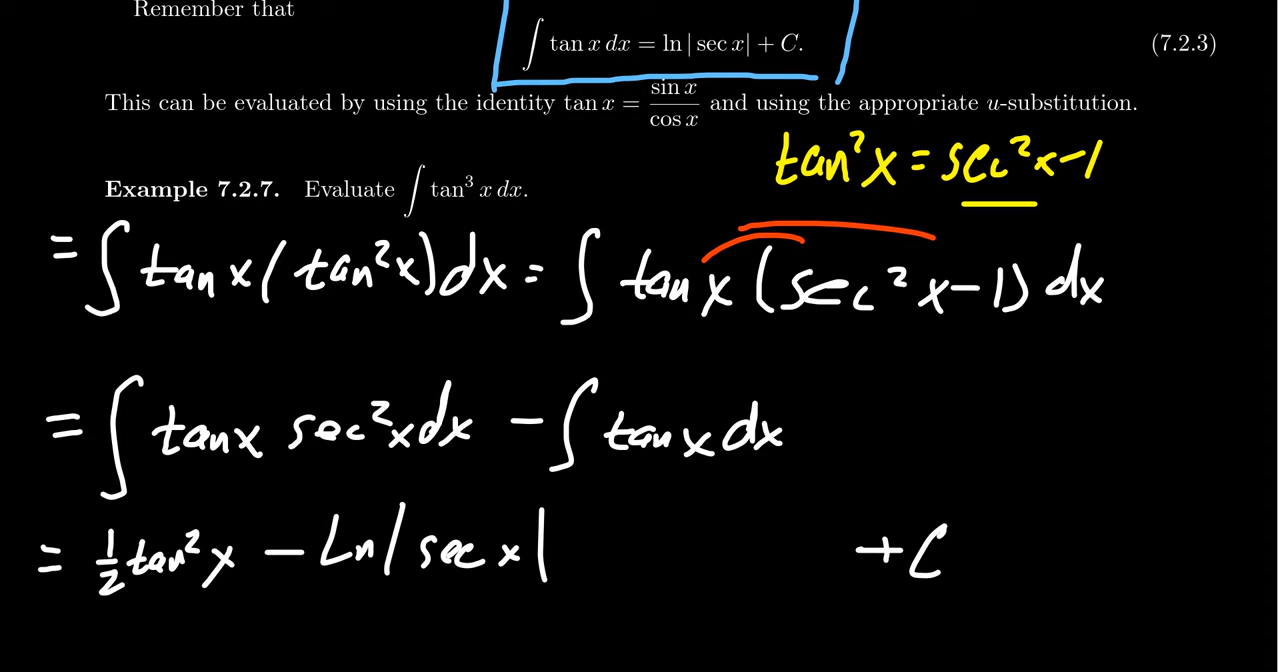 Remember that
∫ tan x dx = ln | sec x| + C. (7.2.3)
This can be evaluated by using the identity tan x = sin x / cos x and using the appropriate u-substitution.
tan²x = sec²x-1
Example 7.2.7. Evaluate ∫ tan³ x dx.
= ∫ tan x ( tan²x) dx = ∫ tan x (sec²x-1) dx
= ∫ tanx sec²x dx - ∫ tanx dx
= 1/2 tan²x - Ln|sec x| + C